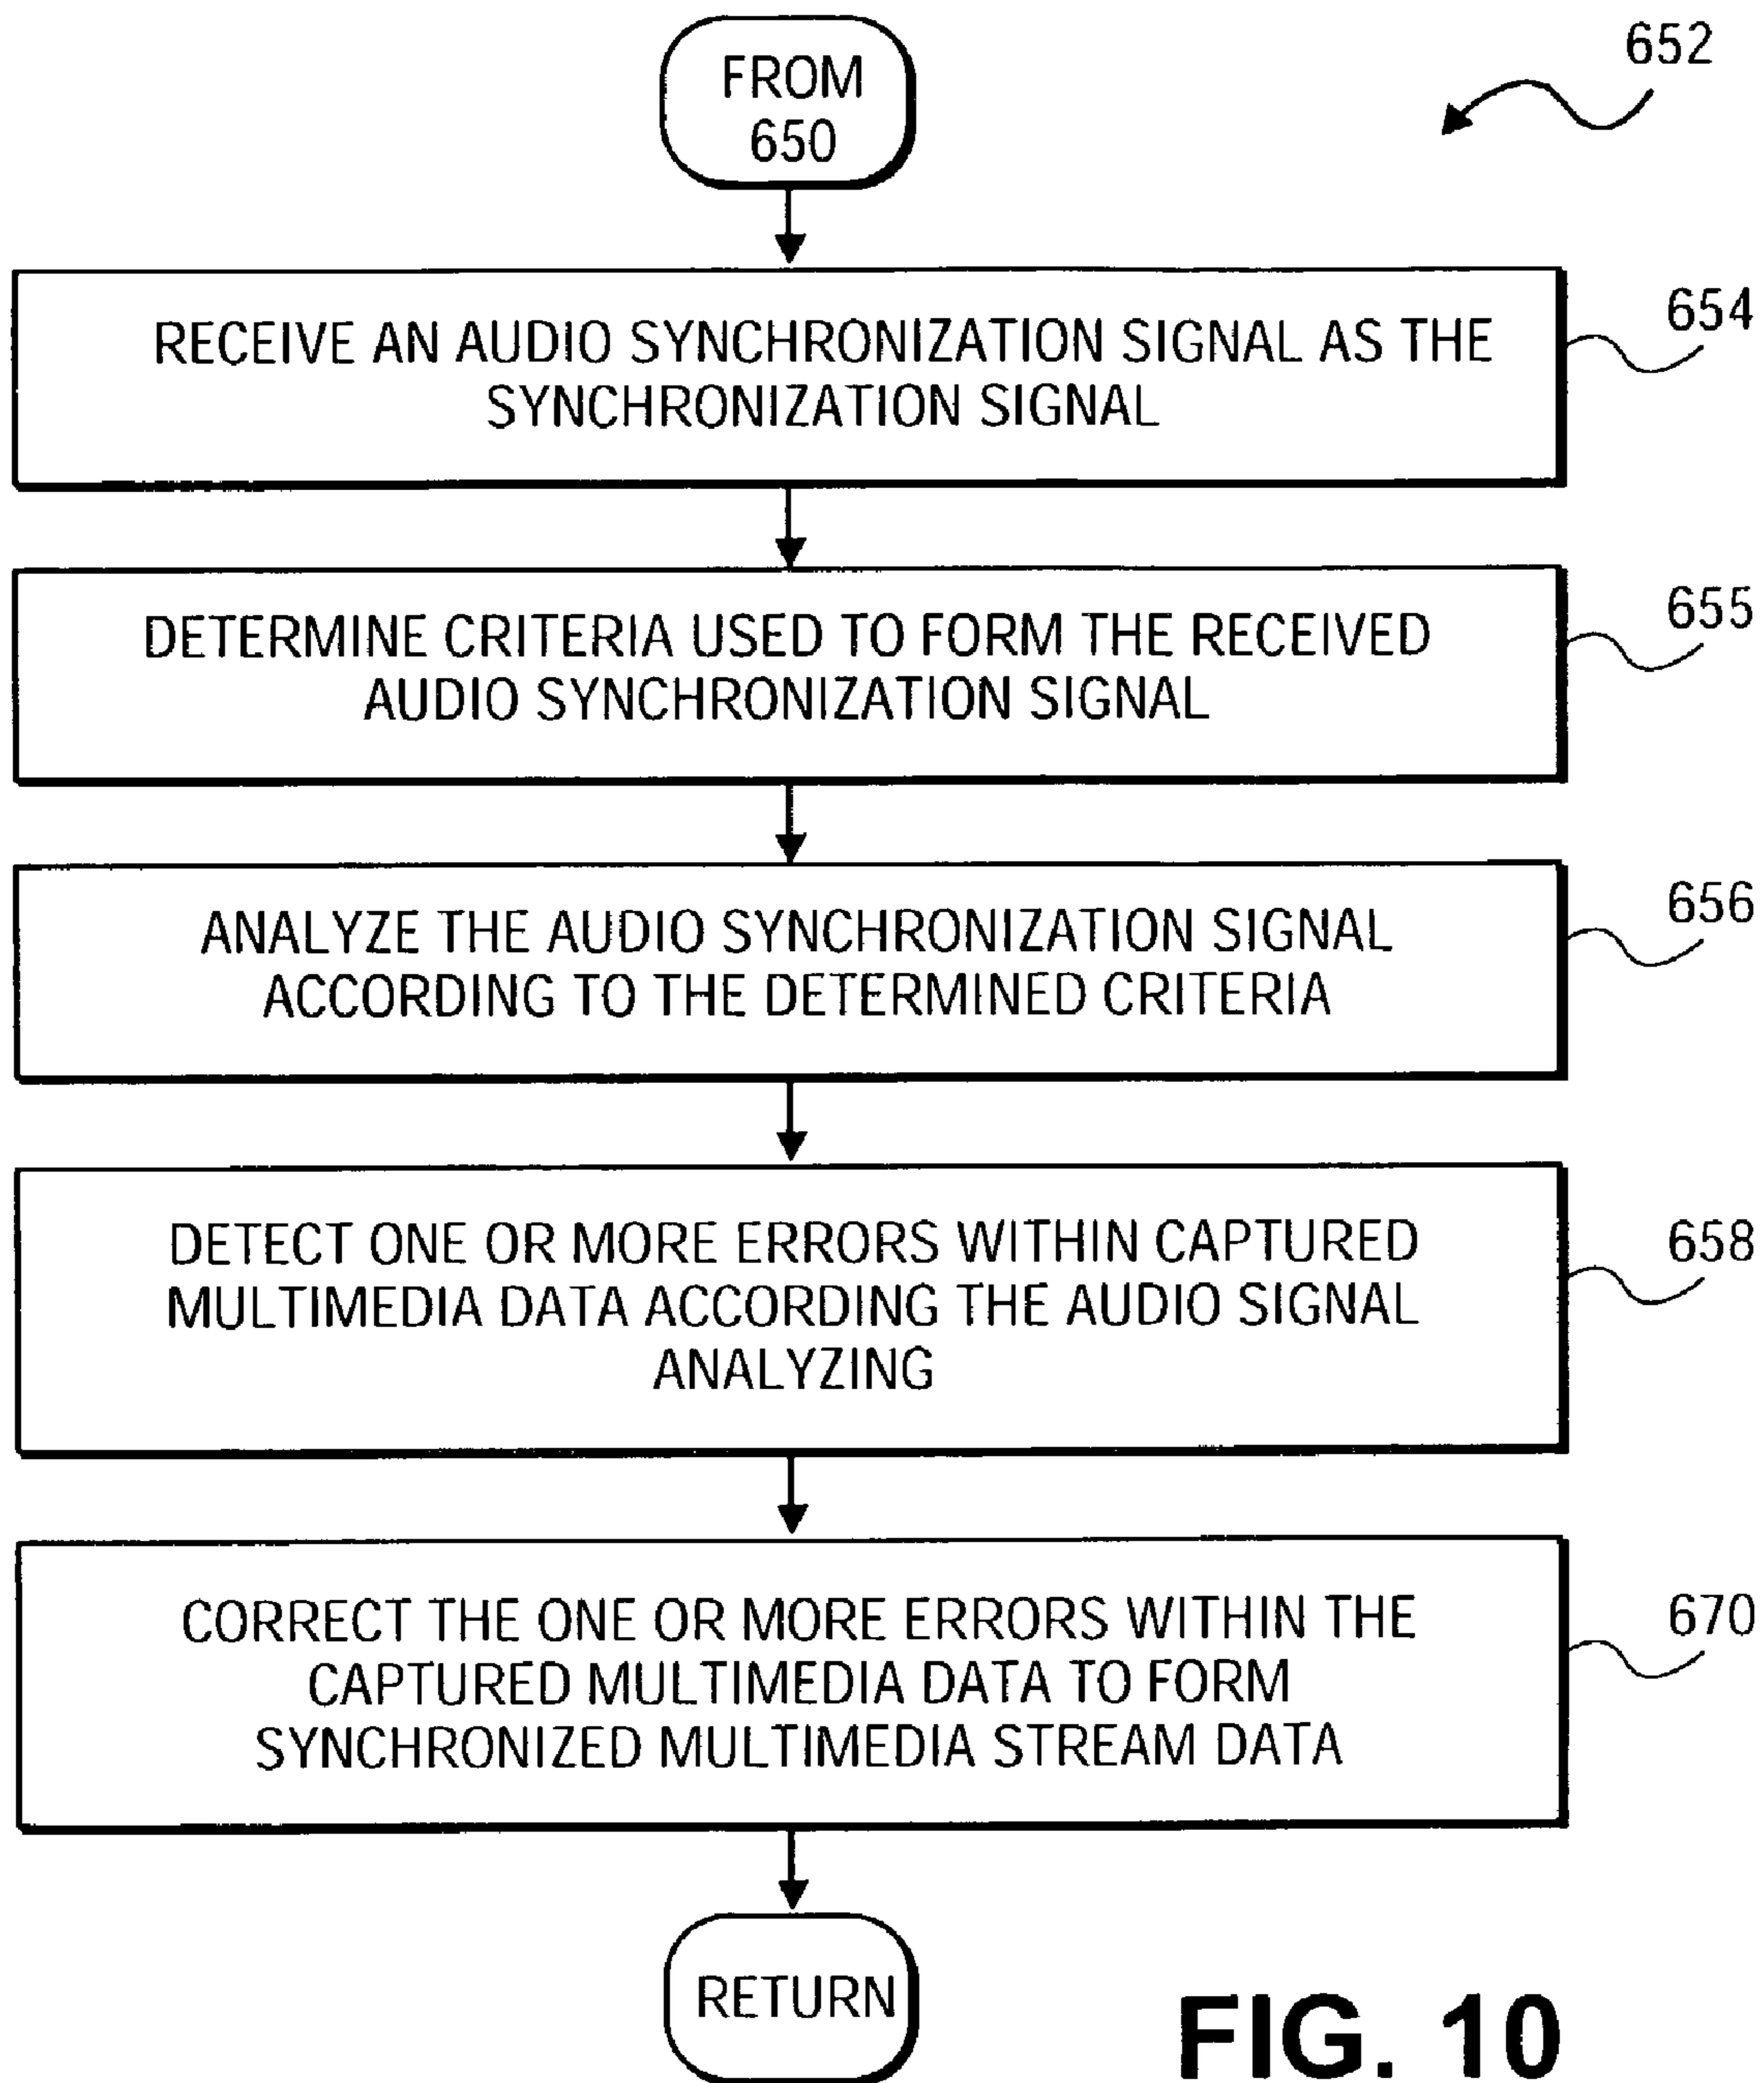 FROM
650
652
RECEIVE AN AUDIO SYNCHRONIZATION SIGNAL AS THE
SYNCHRONIZATION SIGNAL
654
DETERMINE CRITERIA USED TO FORM THE RECEIVED
AUDIO SYNCHRONIZATION SIGNAL
655
ANALYZE THE AUDIO SYNCHRONIZATION SIGNAL
ACCORDING TO THE DETERMINED CRITERIA
656
DETECT ONE OR MORE ERRORS WITHIN CAPTURED
MULTIMEDIA DATA ACCORDING THE AUDIO SIGNAL
ANALYZING
658
CORRECT THE ONE OR MORE ERRORS WITHIN THE
CAPTURED MULTIMEDIA DATA TO FORM
SYNCHRONIZED MULTIMEDIA STREAM DATA
670
RETURN
FIG. 10